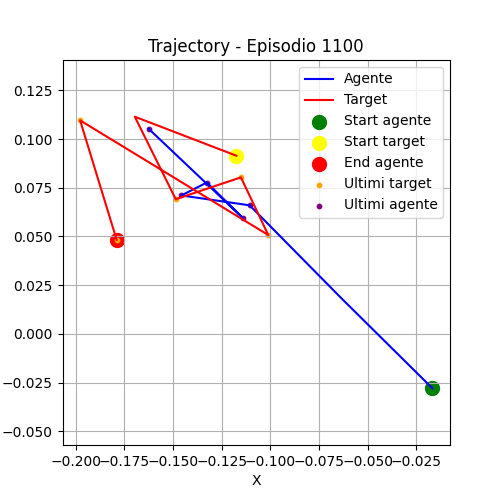 Trajectory - Episodio 1100
Agente
Target
Start agente
Start target
End agente
Ultimi target
Ultimi agente
0.125
0.100
0.075
0.050
0.025
0.000
−0.025
−0.050
−0.200−0.175−0.150−0.125−0.100−0.075−0.050−0.025
X